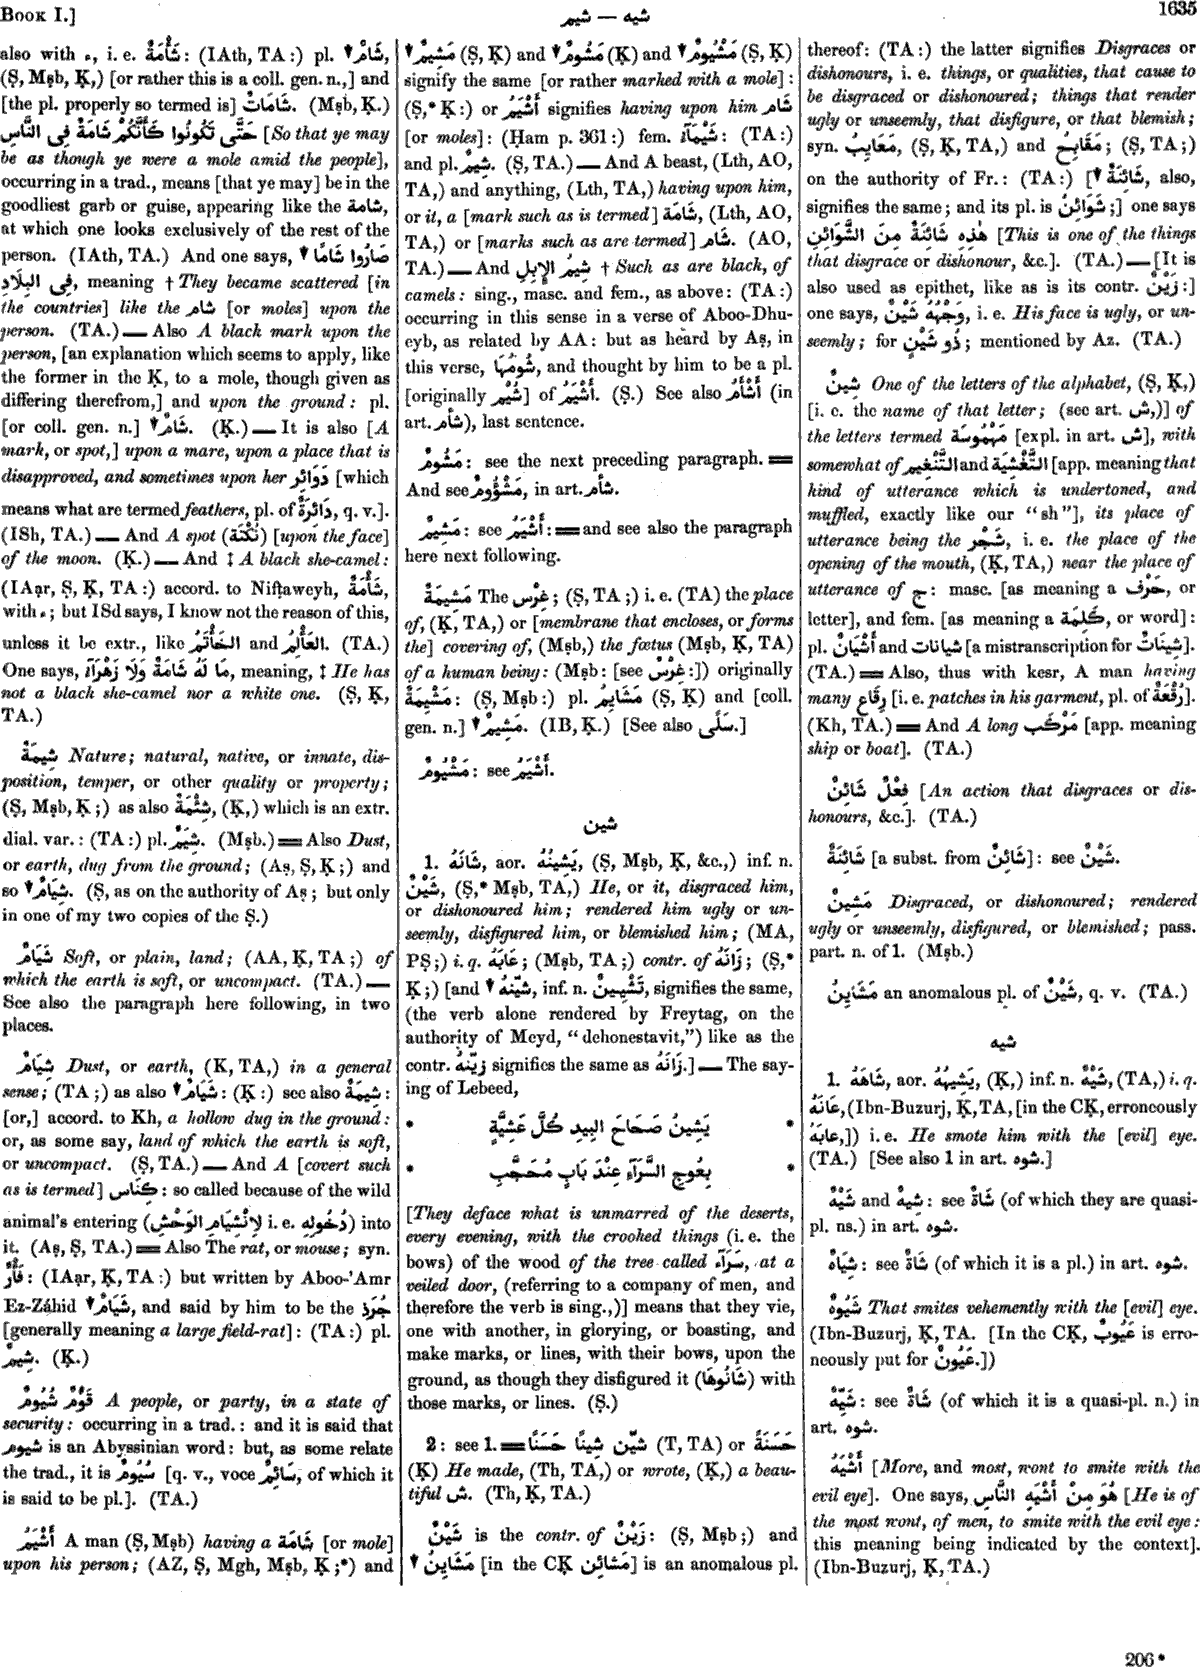 BOOK I.]
شيه — شيم
1635
also with ء, i. e. شَأْمَةٌ: (IAth, TA:) pl. ▼ شَامٌ,
(Ṣ, Mṣb, Ḳ,) [or rather this is a coll. gen. n.,] and
[the pl. properly so termed is] شَامَاتٌ. (Mṣb, Ḳ.)
حَتَّى تَكُونُوا كَأَنَّكُمْ شَامَةٌ فِى النَّاسِ [So that ye may
be as though ye were a mole amid the people],
occurring in a trad., means [that ye may] be in the
goodliest garb or guise, appearing like the شامة,
at which one looks exclusively of the rest of the
person. (IAth, TA.) And one says, ▼ صَارُوا شَامًا
فِى البِلَادِ, meaning † They became scattered [in
the countries] like the شام [or moles] upon the
person. (TA.) — Also A black mark upon the
person, [an explanation which seems to apply, like
the former in the Ḳ, to a mole, though given as
differing therefrom,] and upon the ground: pl.
[or coll. gen. n.] ▼ شَامٌ. (Ḳ.) — It is also [A
mark, or spot,] upon a mare, upon a place that is
disapproved, and sometimes upon her دَوَائِر [which
means what are termed feathers, pl. of دَائِرَةٌ, q. v.].
(ISh, TA.) — And A spot (نُكْتَة) [upon the face]
of the moon. (Ḳ.) — And ‡ A black she-camel:
(IAạr, Ṣ, Ḳ, TA:) accord. to Nifṭaweyh, شَأْمَةٌ,
with ء; but ISd says, I know not the reason of this,
unless it be extr., like الخَأْتَمُ and العَأْلَمُ. (TA.)
One says, مَا لَهُ شَامَةٌ وَلَا زَهْرَآءُ, meaning, ‡ He has
not a black she-camel nor a white one. (Ṣ, Ḳ,
TA.)
شِيمَةٌ Nature; natural, native, or innate, dis-
position, temper, or other quality or property;
(Ṣ, Mṣb, Ḳ;) as also شِئْمَةٌ, (Ḳ,) which is an extr.
dial. var.: (TA:) pl. شِيَمٌ. (Mṣb.) = Also Dust,
or earth, dug from the ground; (Aṣ, Ṣ, Ḳ;) and
so ▼ شِيَامٌ. (Ṣ, as on the authority of Aṣ; but only
in one of my two copies of the Ṣ.)
شَيَامٌ Soft, or plain, land; (AA, Ḳ, TA;) of
which the earth is soft, or uncompact. (TA.) —
See also the paragraph here following, in two
places.
شِيَامٌ Dust, or earth, (Ḳ, TA,) in a general
sense; (TA;) as also ▼ شَيَامٌ: (Ḳ:) see also شِيمَةٌ:
[or,] accord. to Kh, a hollow dug in the ground:
or, as some say, land of which the earth is soft,
or uncompact. (Ṣ, TA.) — And A [covert such
as is termed] كِنَاس: so called because of the wild
animal's entering (لِانْشِيَامِ الوَحْشِ i. e. دُخُولِهِ) into
it. (Aṣ, Ṣ, TA.) = Also The rat, or mouse; syn.
فَأْرٌ: (IAạr, Ḳ, TA:) but written by Aboo-'Amr
Ez-Záhid ▼ شَيَامٌ, and said by him to be the جُرَذ
[generally meaning a large field-rat]: (TA:) pl.
شِيمٌ. (Ḳ.)
قَوْمٌ شُيُومٌ A people, or party, in a state of
security: occurring in a trad.: and it is said that
شيوم is an Abyssinian word: but, as some relate
the trad., it is سُيُومٌ [q. v., voce سَائِمٌ, of which it
is said to be pl.]. (TA.)
أَشْيَمُ A man (Ṣ, Mṣb) having a شَامَة [or mole]
upon his person; (AZ, Ṣ, Mgh, Mṣb, Ḳ;*) and
▼ مَشِيمٌ (Ṣ, Ḳ) and ▼ مَشُومٌ (Ḳ) and ▼ مَشْيُومٌ (Ṣ, Ḳ)
signify the same [or rather marked with a mole]:
(Ṣ,* Ḳ:) or أَشْيَمُ signifies having upon him شَام
[or moles]: (Ḥam p. 361:) fem. شَيْمَآءُ: (TA:)
and pl. شِيمٌ. (Ṣ, TA.) — And A beast, (Lth, AO,
TA,) and anything, (Lth, TA,) having upon him,
or it, a [mark such as is termed] شَامَة, (Lth, AO,
TA,) or [marks such as are termed] شَام. (AO,
TA.) — And شِيمُ الإِبِلِ † Such as are black, of
camels: sing., masc. and fem., as above: (TA:)
occurring in this sense in a verse of Aboo-Dhu-
eyb, as related by AA: but as heard by Aṣ, in
this verse, شُومُهَا, and thought by him to be a pl.
[originally شُيْمٌ] of أَشْيَمُ. (Ṣ.) See also أَشْأَمُ (in
art. شأم), last sentence.
مَشُومٌ: see the next preceding paragraph. =
And see مَشْؤُومٌ, in art. شأم.
مَشِيمٌ: see أَشْيَمُ: = and see also the paragraph
here next following.
مَشِيمَةٌ The غِرْس; (Ṣ, TA;) i. e. (TA) the place
of, (Ḳ, TA,) or [membrane that encloses, or forms
the] covering of, (Mṣb,) the fœtus (Mṣb, Ḳ, TA)
of a human being: (Mṣb: [see غِرْسٌ:]) originally
مَشْيِمَةٌ: (Ṣ, Mṣb:) pl. مَشَايِمُ (Ṣ, Ḳ) and [coll.
gen. n.] ▼ مَشِيمٌ. (IB, Ḳ.) [See also سَلًى.]
مَشْيُومٌ: see أَشْيَمُ.
شين
1. شَانَهُ, aor. يَشِينُهُ, (Ṣ, Mṣb, Ḳ, &c.,) inf. n.
شَيْنٌ, (Ṣ,* Mṣb, TA,) He, or it, disgraced him,
or dishonoured him; rendered him ugly or un-
seemly, disfigured him, or blemished him; (MA,
PṢ;) i. q. عَابَهُ; (Mṣb, TA;) contr. of زَانَهُ; (Ṣ,*
Ḳ;) [and ▼ شَيَّنَهُ, inf. n. تَشْيِينٌ, signifies the same,
(the verb alone rendered by Freytag, on the
authority of Meyd, "dehonestavit,") like as the
contr. زَيَّنَهُ signifies the same as زَانَهُ.] — The say-
ing of Lebeed,
* يَشِينُ صَحَاحَ البِيدِ كُلَّ عَشِيَّةٍ *
* بِعُوجِ السَّرَآءِ عِنْدَ بَابٍ مُحَجَّبِ *
[They deface what is unmarred of the deserts,
every evening, with the crooked things (i. e. the
bows) of the wood of the tree called سَرَآء, at a
veiled door, (referring to a company of men, and
therefore the verb is sing.,)] means that they vie,
one with another, in glorying, or boasting, and
make marks, or lines, with their bows, upon the
ground, as though they disfigured it (شَانُوهَا) with
those marks, or lines. (Ṣ.)
2: see 1. = شَيَّنَ شِينًا حَسَنًا (T, TA) or حَسَنَةً
(Ḳ) He made, (Th, TA,) or wrote, (Ḳ,) a beau-
tiful ش. (Th, Ḳ, TA.)
شَيْنٌ is the contr. of زَيْنٌ: (Ṣ, Mṣb;) and
▼ مَشَايِنُ [in the CḲ مَشائِن] is an anomalous pl.
thereof: (TA:) the latter signifies Disgraces or
dishonours, i. e. things, or qualities, that cause to
be disgraced or dishonoured; things that render
ugly or unseemly, that disfigure, or that blemish;
syn. مَعَايِبُ, (Ṣ, Ḳ, TA,) and مَقَابِحُ; (Ṣ, TA;)
on the authority of Fr.: (TA:) [▼ شَائِنَةٌ, also,
signifies the same; and its pl. is شَوَائِنُ;] one says
هٰذِهِ شَائِنَةٌ مِنَ الشَّوَائِنِ [This is one of the things
that disgrace or dishonour, &c.]. (TA.) — [It is
also used as epithet, like as is its contr. زَيْنٌ:]
one says, وَجْهُهُ شَيْنٌ, i. e. His face is ugly, or un-
seemly; for ذُو شَيْنٍ; mentioned by Az. (TA.)
شِينٌ One of the letters of the alphabet, (Ṣ, Ḳ,)
[i. e. the name of that letter; (see art. ش,)] of
the letters termed مَهْمُوسَة [expl. in art. ش], with
somewhat of التَّنْغِيم and التَّغْشِيَة [app. meaning that
kind of utterance which is undertoned, and
muffled, exactly like our "sh"], its place of
utterance being the شَجْر, i. e. the place of the
opening of the mouth, (Ḳ, TA,) near the place of
utterance of ج: masc. [as meaning a حَرْف, or
letter], and fem. [as meaning a كَلِمَة, or word]:
pl. أَشْيَانٌ and شيانات [a mistranscription for شِينَاتٌ].
(TA.) = Also, thus with kesr, A man having
many رِقَاع [i. e. patches in his garment, pl. of رُقْعَةٌ].
(Kh, TA.) = And A long مَرْكَب [app. meaning
ship or boat]. (TA.)
فِعْلٌ شَائِنٌ [An action that disgraces or dis-
honours, &c.]. (TA.)
شَائِنَةٌ [a subst. from شَائِنٌ]: see شَيْنٌ.
مَشِينٌ Disgraced, or dishonoured; rendered
ugly or unseemly, disfigured, or blemished; pass.
part. n. of 1. (Mṣb.)
مَشَايِنُ an anomalous pl. of شَيْنٌ, q. v. (TA.)
شيه
1. شَاهَهُ, aor. يَشِيهُهُ, (Ḳ,) inf. n. شَيْهٌ, (TA,) i. q.
عَانَهُ, (Ibn-Buzurj, Ḳ, TA, [in the CḲ, erroneously
عابَهُ,]) i. e. He smote him with the [evil] eye.
(TA.) [See also 1 in art. شوه.]
شَيْهٌ and شِيهٌ: see شَاةٌ (of which they are quasi-
pl. ns.) in art. شوه.
شِيَاهٌ: see شَاةٌ (of which it is a pl.) in art. شوه.
شَيُوهٌ That smites vehemently with the [evil] eye.
(Ibn-Buzurj, Ḳ, TA. [In the CḲ, عَيُوبٌ is erro-
neously put for عَيُونٌ.])
شَيِّهٌ: see شَاةٌ (of which it is a quasi-pl. n.) in
art. شوه.
أَشْيَهُ [More, and most, wont to smite with the
evil eye]. One says, هُوَ مِنْ أَشْيَهِ النَّاسِ [He is of
the most wont, of men, to smite with the evil eye:
this meaning being indicated by the context].
(Ibn-Buzurj, Ḳ, TA.)
206 *